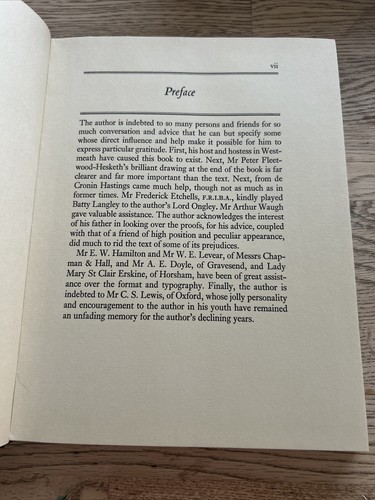 vii
Preface
The author is indebted to so many persons and friends for so
much conversation and advice that he can but specify some
whose direct influence and help make it possible for him to
express particular gratitude. First, his host and hostess in West-
meath have caused this book to exist. Next, Mr Peter Fleet-
wood-Hesketh's brilliant drawing at the end of the book is far
clearer and far more important than the text. Next, from de
Cronin Hastings came much help, though not as much as in
former times. Mr Frederick Etchells, F.R.I.B.A., kindly played
Batty Langley to the author's Lord Ongley. Mr Arthur Waugh
gave valuable assistance. The author acknowledges the interest
of his father in looking over the proofs, for his advice, coupled
with that of a friend of high position and peculiar appearance,
did much to rid the text of some of its prejudices.
Mr E. W. Hamilton and Mr W. E. Levear, of Messrs Chap-
man & Hall, and Mr A. E. Doyle, of Gravesend, and Lady
Mary St Clair Erskine, of Horsham, have been of great assist-
ance over the format and typography. Finally, the author is
indebted to Mr C. S. Lewis, of Oxford, whose jolly personality
and encouragement to the author in his youth have remained
an unfading memory for the author's declining years.